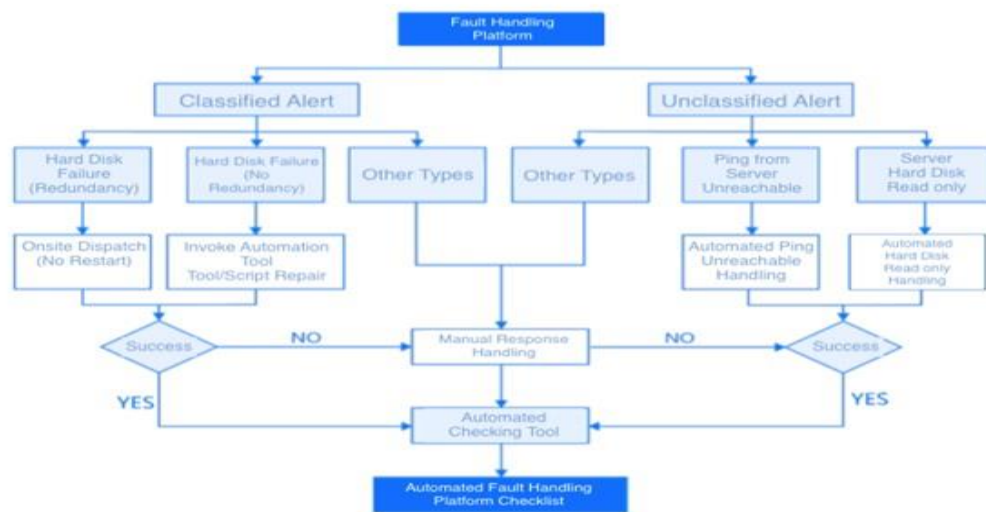 Fault Handling
Platform
Classified Alert
Unclassified Alert
Hard Disk
Failure
(Redundancy)
Hard Disk Failure
(No
Redundancy)
Other Types
Other Types
Ping from
Server
Unreachable
Server
Hard Disk
Read only
Onsite Dispatch
(No Restart)
Invoke Automation
Tool
Tool/Script Repair
Automated Ping
Unreachable
Handling
Automated
Hard Disk
Read only
Handling
Success
NO
Manual Response
Handling
NO
Success
YES
YES
Automated
Checking Tool
Automated Fault Handling
Platform Checklist